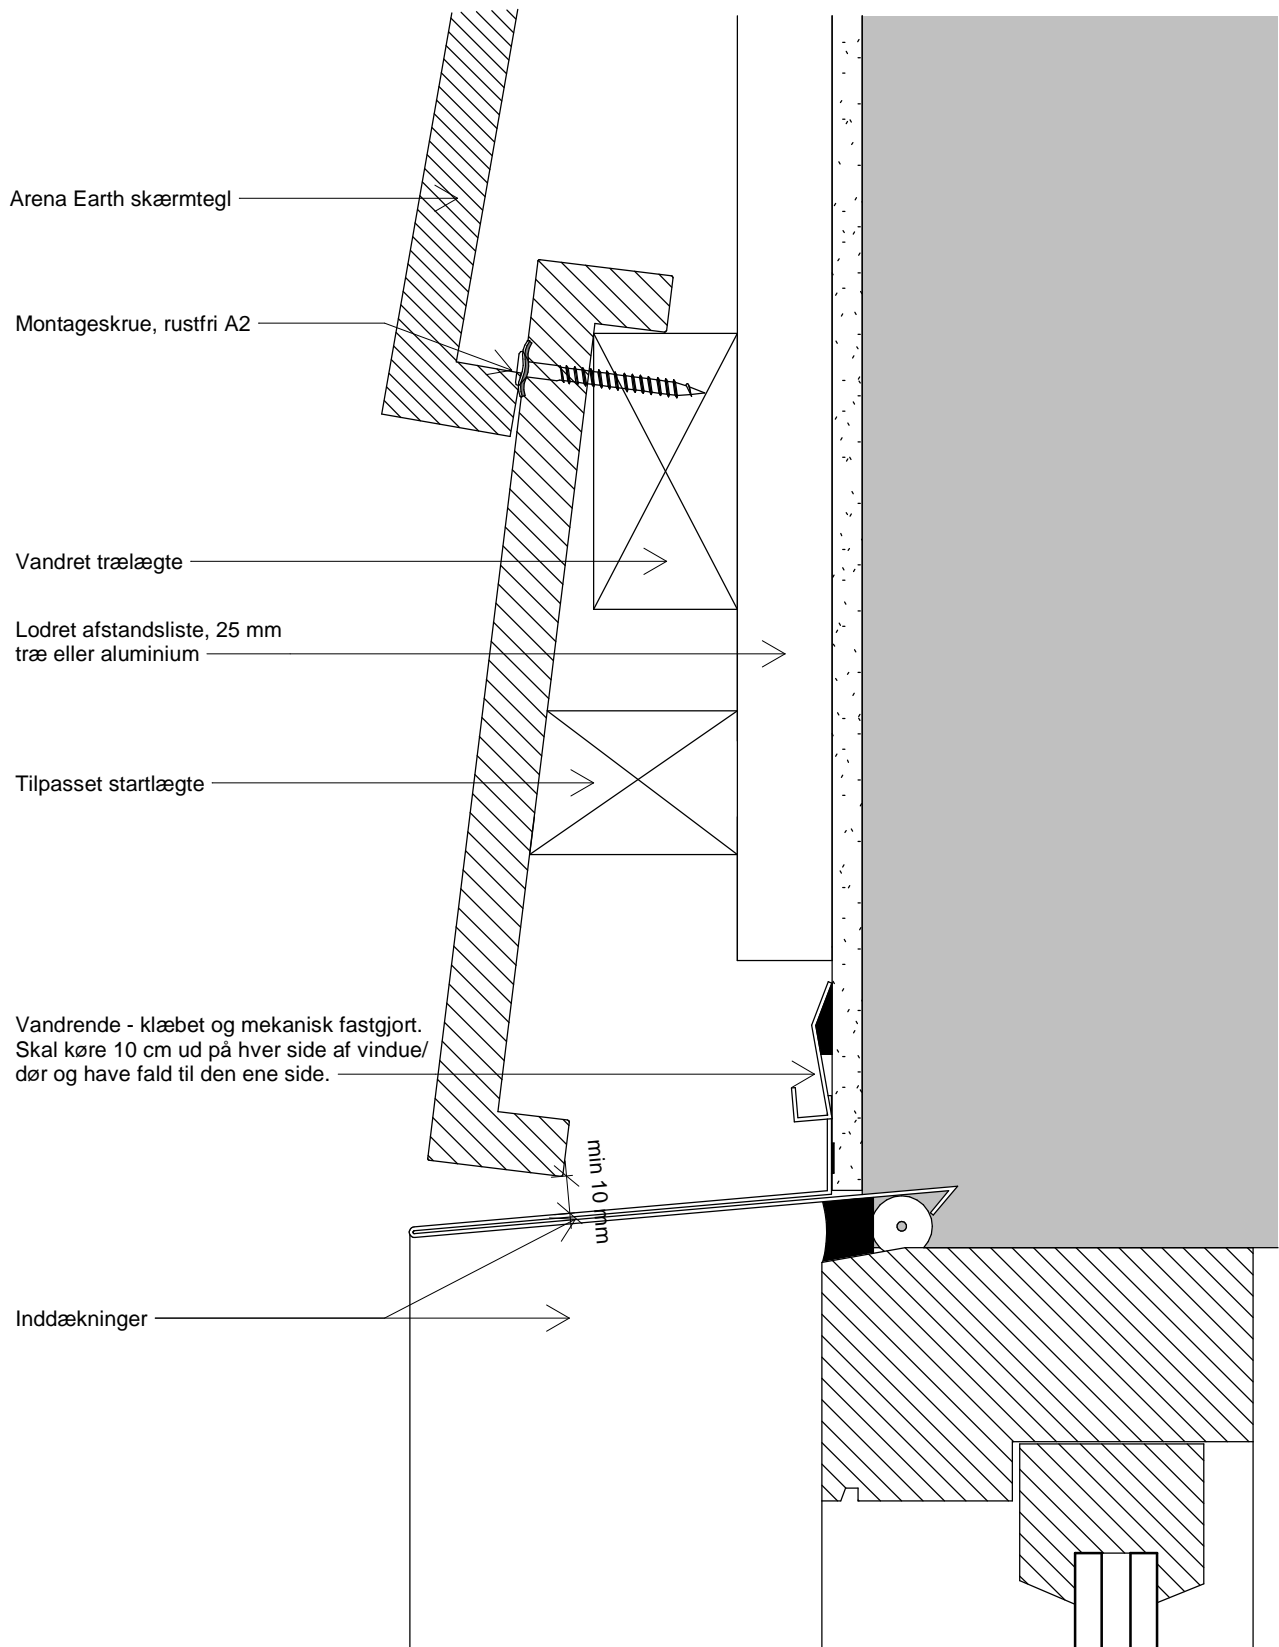 Arena Earth skærmtegl
Montageskrue, rustfri A2
Vandret trælægte
Lodret afstandsliste, 25 mm
træ eller aluminium
Tilpasset startlægte
Vandrende - klæbet og mekanisk fastgjort.
Skal køre 10 cm ud på hver side af vindue/
dør og have fald til den ene side.
min 10 mm
Inddækninger